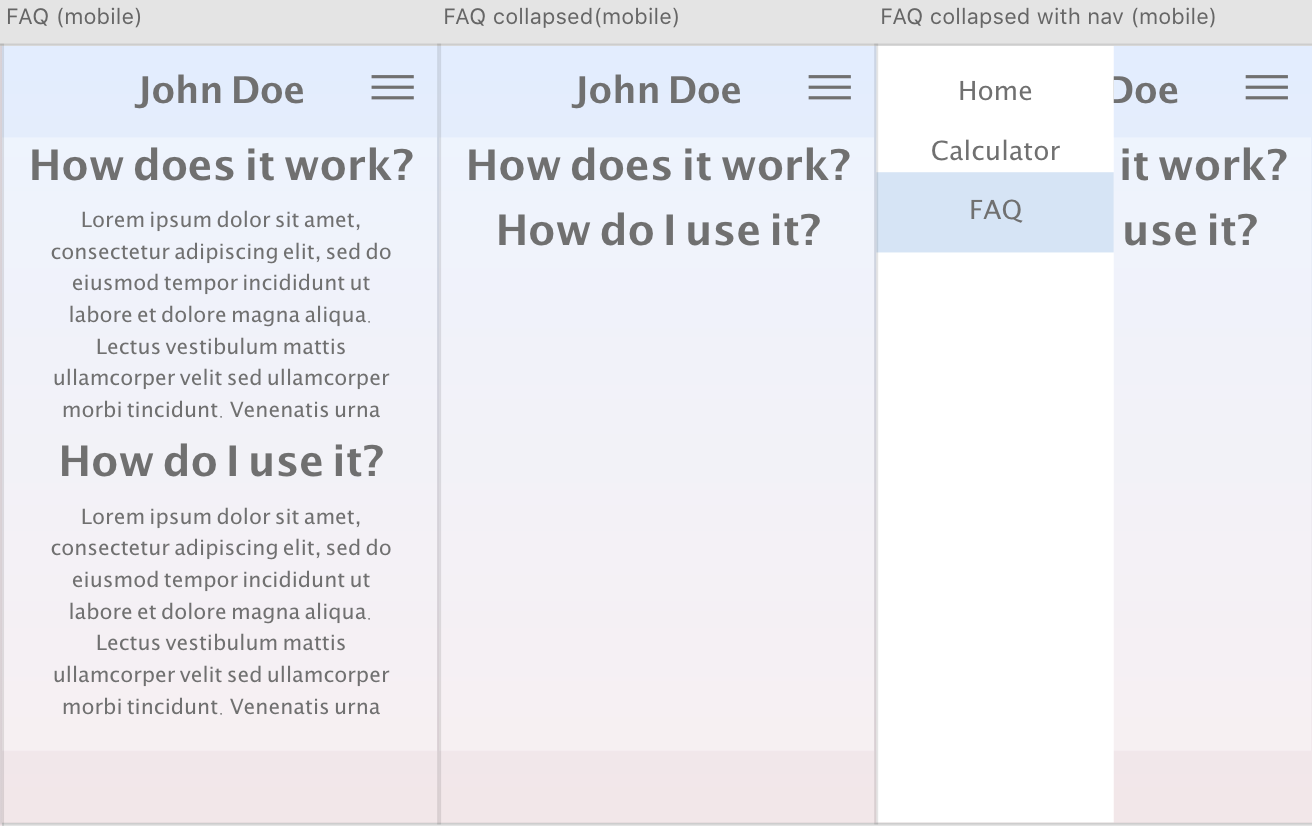 FAQ (mobile)
John Doe
How does it work?
Lorem ipsum dolor sit amet,
consectetur adipiscing elit, sed do
eiusmod tempor incididunt ut
labore et dolore magna aliqua.
Lectus vestibulum mattis
ullamcorper velit sed ullamcorper
morbi tincidunt. Venenatis urna
How do I use it?
Lorem ipsum dolor sit amet,
consectetur adipiscing elit, sed do
eiusmod tempor incididunt ut
labore et dolore magna aliqua.
Lectus vestibulum mattis
ullamcorper velit sed ullamcorper
morbi tincidunt. Venenatis urna
FAQ collapsed(mobile)
John Doe
How does it work?
How do I use it?
FAQ collapsed with nav (mobile)
Home
Calculator
FAQ
Doe
it work?
use it?